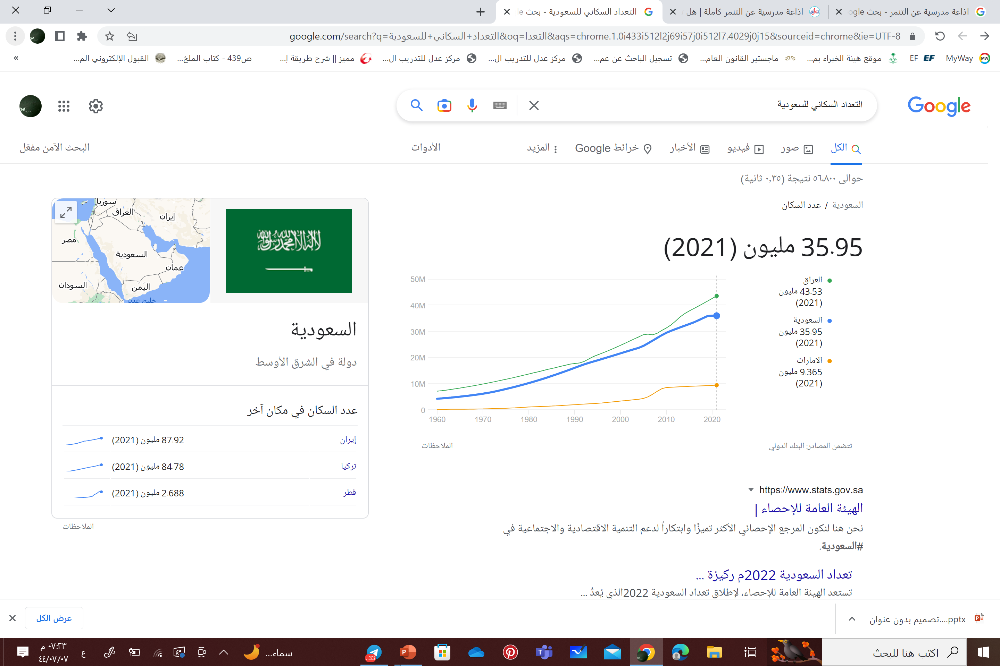 اذاعة مدرسية عن التنمر - بحث ogle
اذاعة مدرسية عن التنمر كاملة | هل
التعداد السكاني للسعودية - بحث le
google.com/search?q=التعداد+السكاني+للسعودية&oq=التعدا&aqs=chrome.1.0i433i512l2j69i57j0i512l7.4029j0j15&sourceid=chrome&ie=UTF-8
MyWay
EF
موقع هيئة الخبراء بم...
ماجستير القانون العام...
تسجيل الباحث عن عم...
مركز عدل للتدريب ال...
مركز عدل للتدريب ال...
مميز || شرح طريقة إ...
ص439 - كتاب الملخ...
القبول الإلكتروني الم...
«
Google
التعداد السكاني للسعودية
الكل
صور
فيديو
الأخبار
خرائط Google
المزيد
الأدوات
البحث الآمن مفعّل
حوالى ٥٦،٨٠٠ نتيجة (٠,٣٥ ثانية)
السعودية / عدد السكان
35.95 مليون (2021)
العراق
43.53 مليون
(2021)
السعودية
35.95 مليون
(2021)
الامارات
9.365 مليون
(2021)
50M
40M
30M
20M
10M
0
1960 1970 1980 1990 2000 2010 2020
تتضمن المصادر: البنك الدولي
الملاحظات
https://www.stats.gov.sa
الهيئة العامة للإحصاء |
نحن هنا لنكون المرجع الإحصائي الأكثر تميزًا وابتكاراً لدعم التنمية الاقتصادية والاجتماعية في
#السعودية.
تعداد السعودية 2022م ركيزة ...
تستعد الهيئة العامة للإحصاء، لإطلاق تعداد السعودية 2022الذي يُعدُّ ...
سوريا
العراق
إيران
مصر
السعودية
عمان
السودان
اليَمَن
خليج عدن
لا إله إلا الله محمد رسول الله
السعودية
دولة في الشرق الأوسط
عدد السكان في مكان آخر
إيران 87.92 مليون (2021)
تركيا 84.78 مليون (2021)
قطر 2.688 مليون (2021)
الملاحظات
تصميم بدون عنوان....pptx
عرض الكل
اكتب هنا للبحث
33..
سماء...
ع
٠٧:٢٣ م
٤٤/٠٧/٠٧